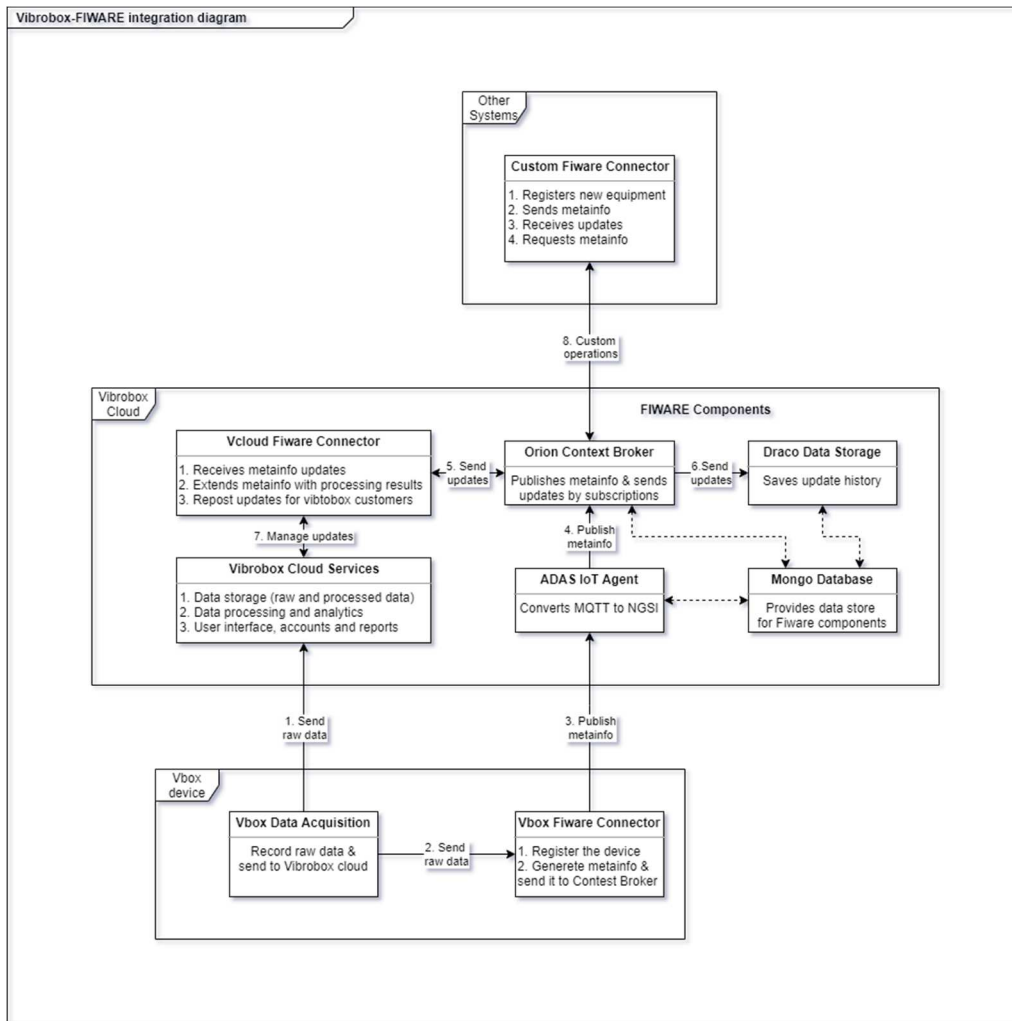 Vibrobox-FIWARE integration diagram
Other
Systems
Custom Fiware Connector
1. Registers new equipment
2. Sends metainfo
3. Receives updates
4. Requests metainfo
8. Custom
operations
Vibrobox
Cloud
FIWARE Components
Vcloud Fiware Connector
1. Receives metainfo updates
2. Extends metainfo with processing results
3. Repost updates for vibtobox customers
5. Send
updates
Orion Context Broker
Publishes metainfo & sends
updates by subscriptions
6.Send
updates
Draco Data Storage
Saves update history
7. Manage updates
4. Publish
metainfo
Vibrobox Cloud Services
1. Data storage (raw and processed data)
2. Data processing and analytics
3. User interface, accounts and reports
ADAS IoT Agent
Converts MQTT to NGSI
Mongo Database
Provides data store
for Fiware components
1. Send
raw data
3. Publish
metainfo
Vbox
device
Vbox Data Acquisition
Record raw data &
send to Vibrobox cloud
2. Send
raw data
Vbox Fiware Connector
1. Register the device
2. Generete metainfo &
send it to Contest Broker